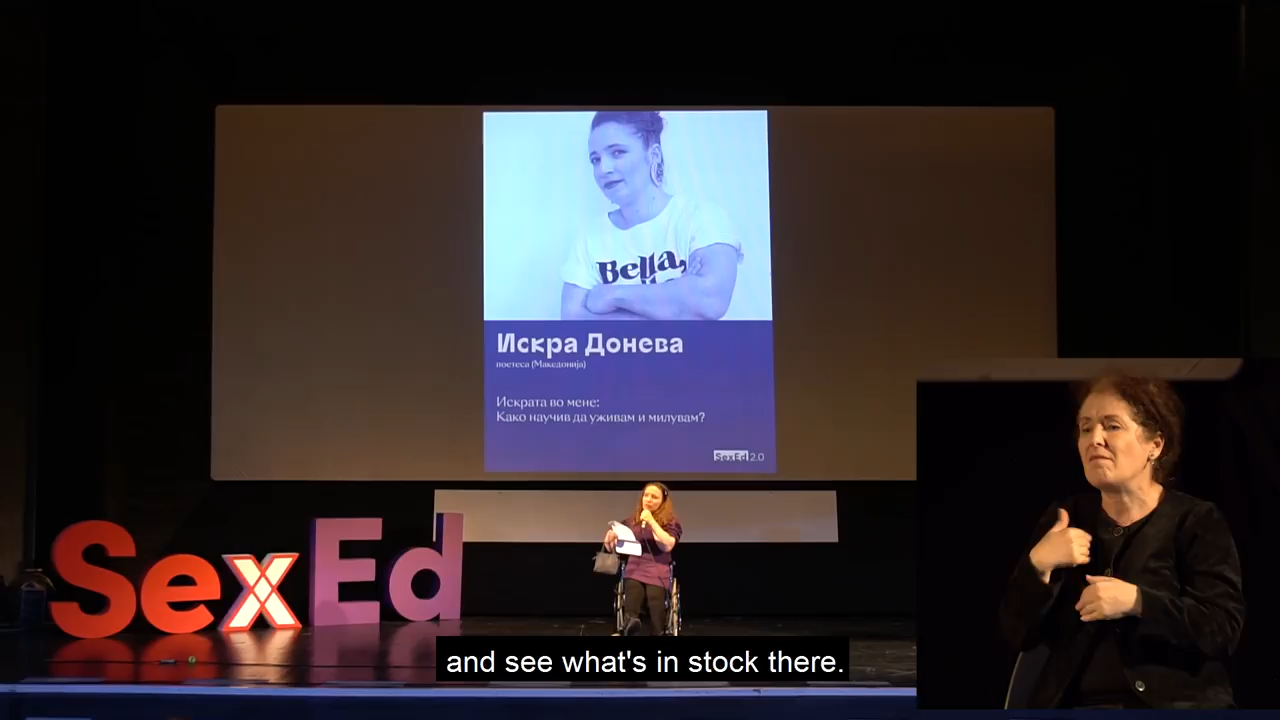 Bella,
Искра Донева
поетеса (Македонија)
Искрата во мене:
Како научив да уживам и милувам?
SexEd 2.0
SexEd
and see what's in stock there.